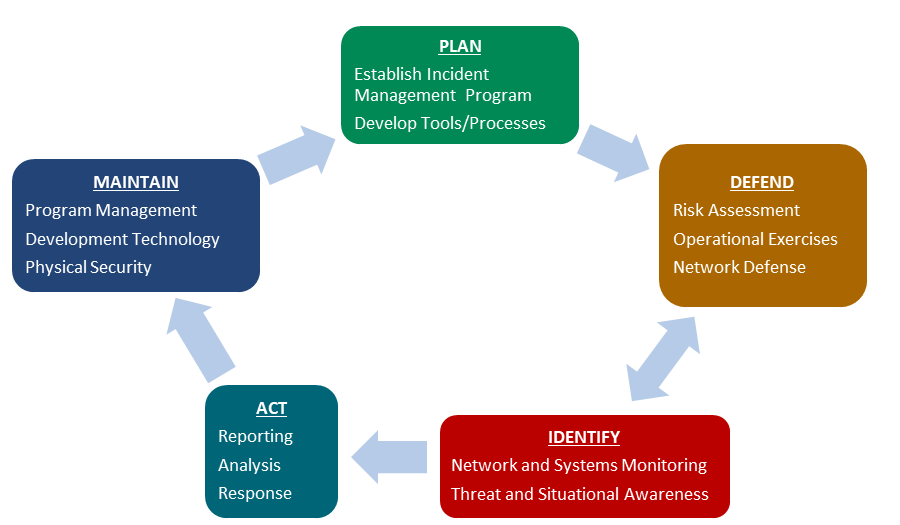 PLAN
Establish Incident
Management Program
Develop Tools/Processes
DEFEND
Risk Assessment
Operational Exercises
Network Defense
IDENTIFY
Network and Systems Monitoring
Threat and Situational Awareness
ACT
Reporting
Analysis
Response
MAINTAIN
Program Management
Development Technology
Physical Security